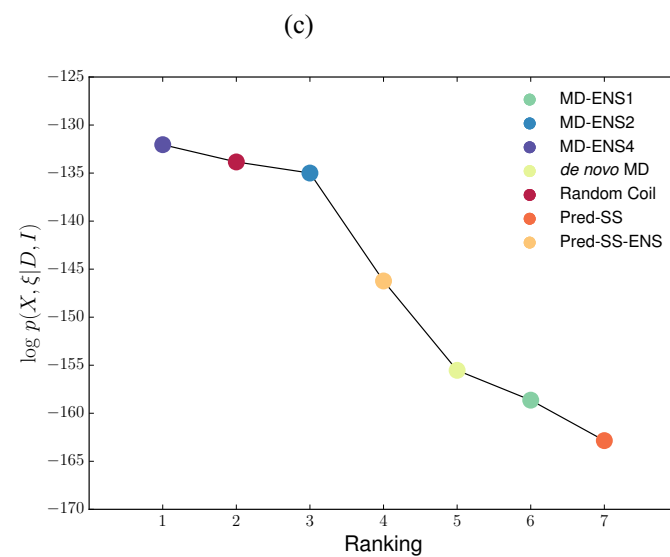 (c)
−125
−130
−135
−140
−145
−150
−155
−160
−165
−170
log p(X, ξ|D, I)
MD-ENS1
MD-ENS2
MD-ENS4
de novo MD
Random Coil
Pred-SS
Pred-SS-ENS
1 2 3 4 5 6 7
Ranking